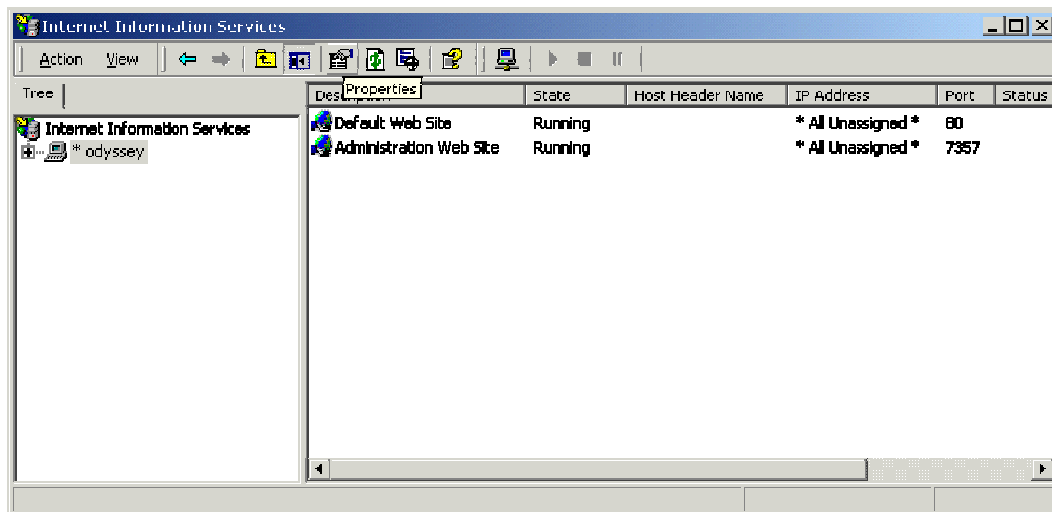 Internet Information Services
Action View
Tree
Properties
State Host Header Name IP Address Port Status
Internet Information Services
* odyssey
Default Web Site Running * All Unassigned * 80
Administration Web Site Running * All Unassigned * 7357